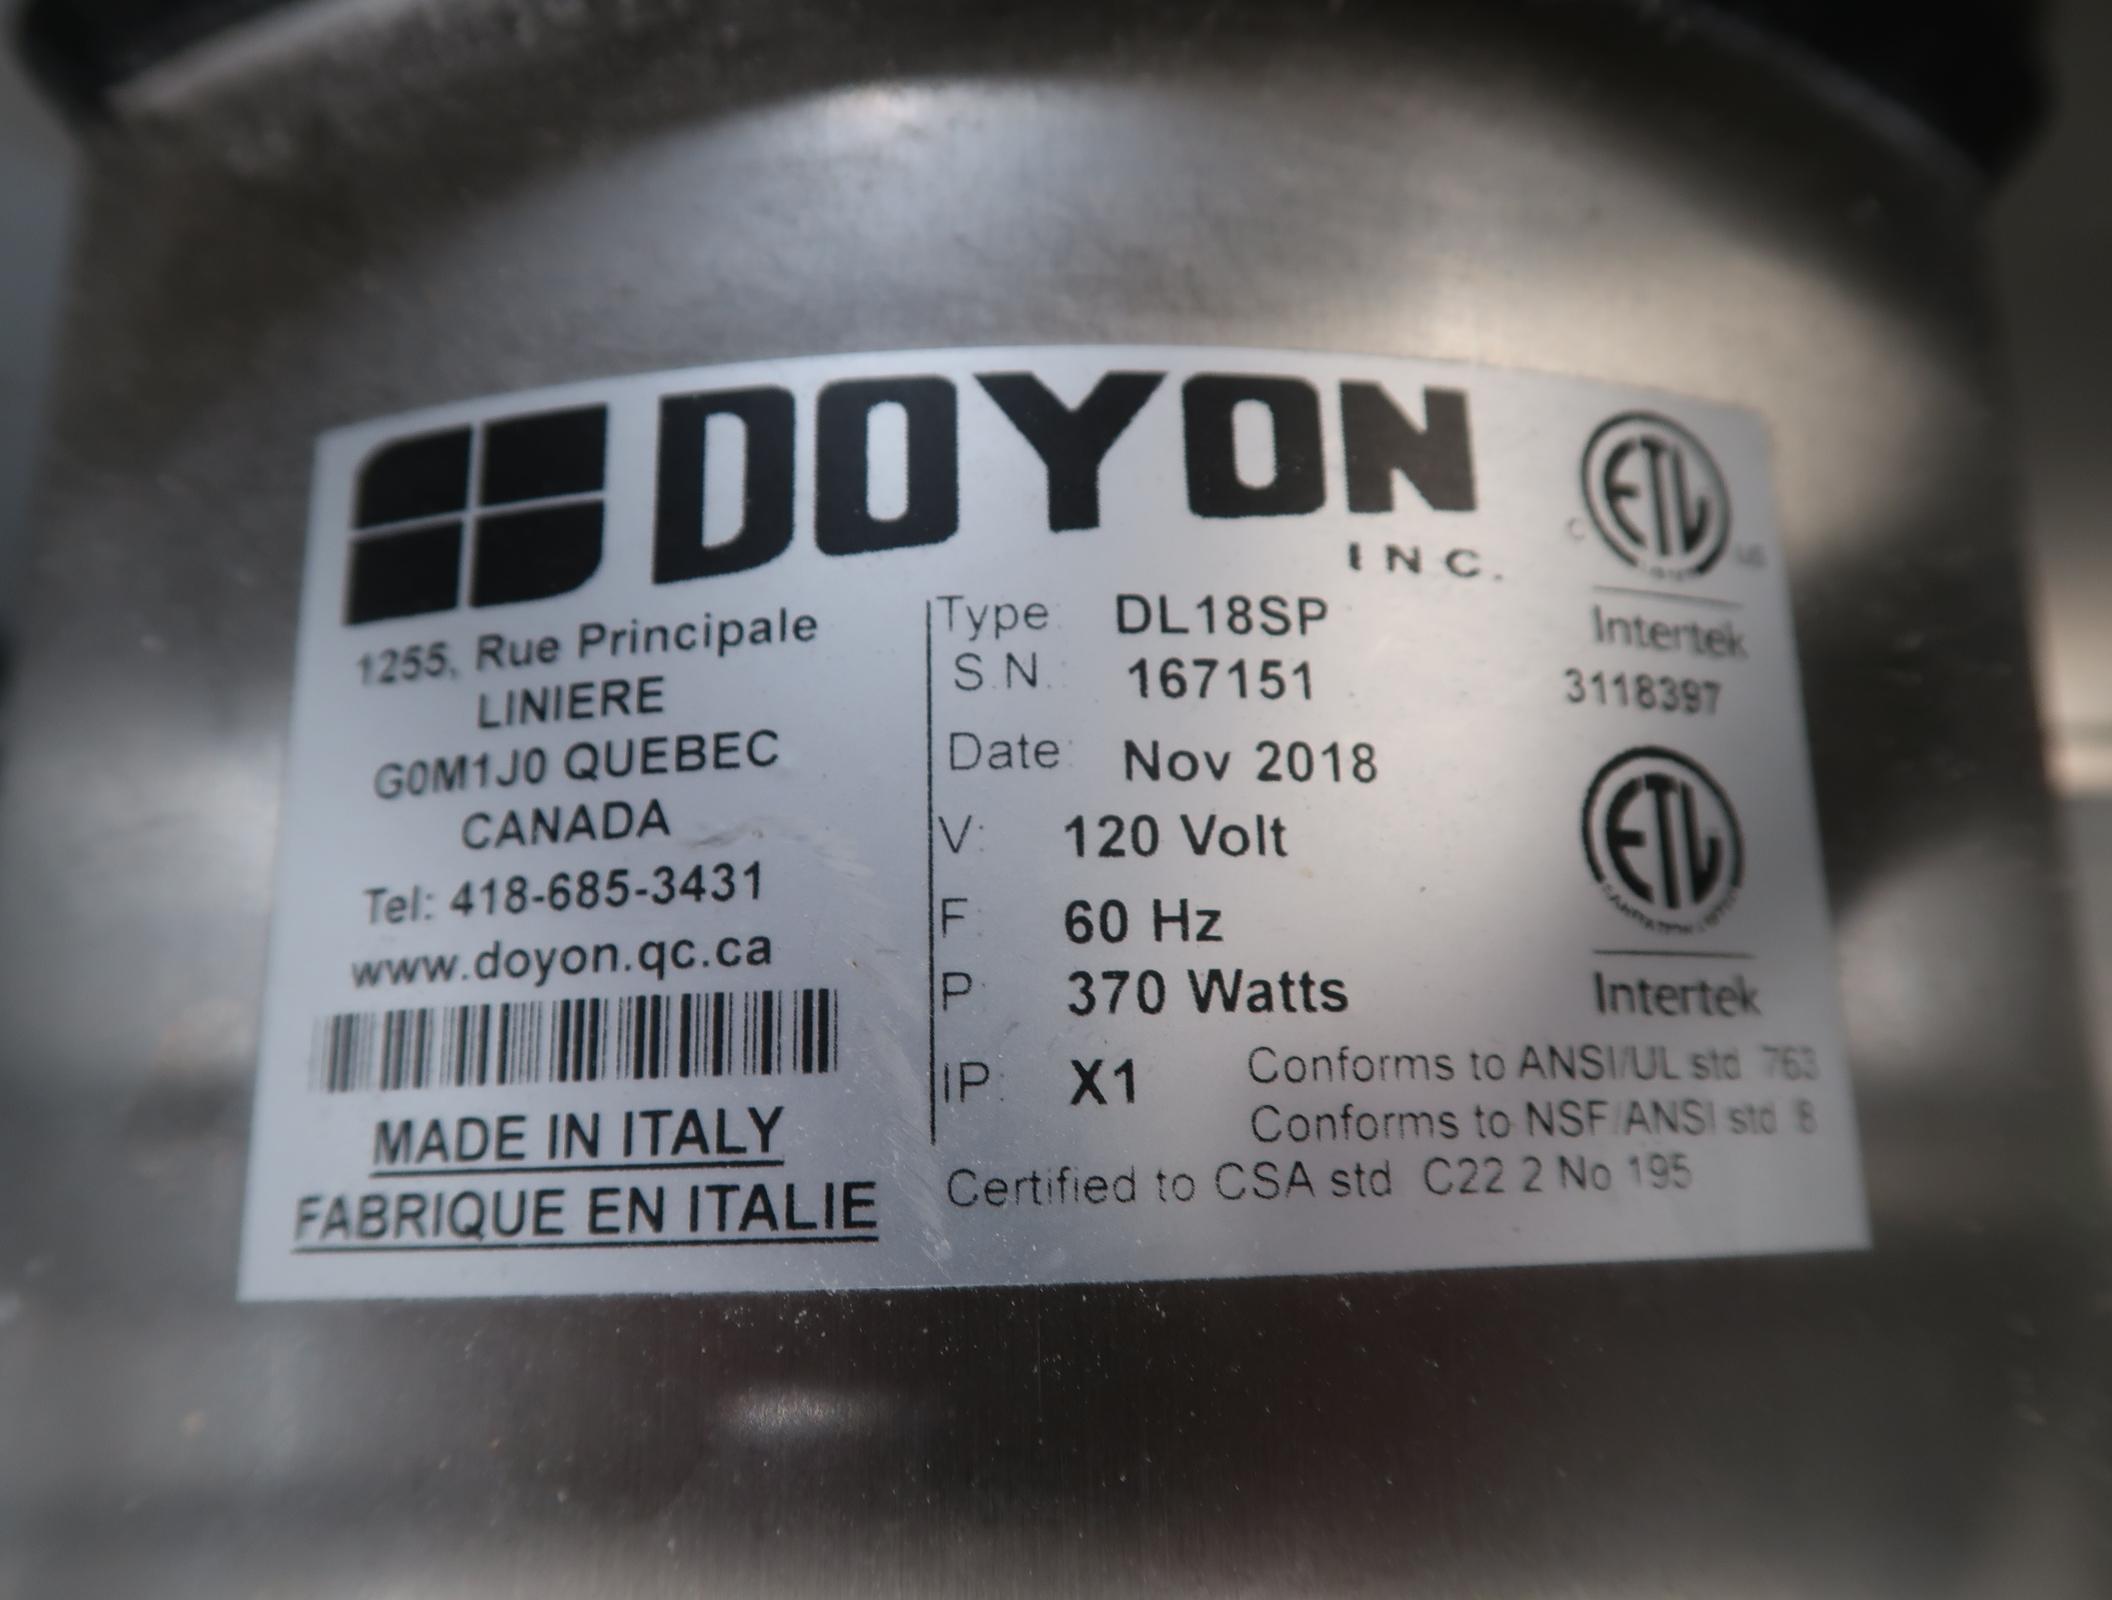 DOYON
INC.
1255, Rue Principale
LINIERE
G0M1J0 QUEBEC
CANADA
Tel: 418-685-3431
www.doyon.qc.ca
MADE IN ITALY
FABRIQUE EN ITALIE
Type: DL18SP
S.N.: 167151
Date: Nov 2018
V: 120 Volt
F: 60 Hz
P: 370 Watts
IP: X1
C ETL US
Intertek
3118397
ETL
Intertek
Conforms to ANSI/UL std 763
Conforms to NSF/ANSI std 8
Certified to CSA std C22 2 No 195